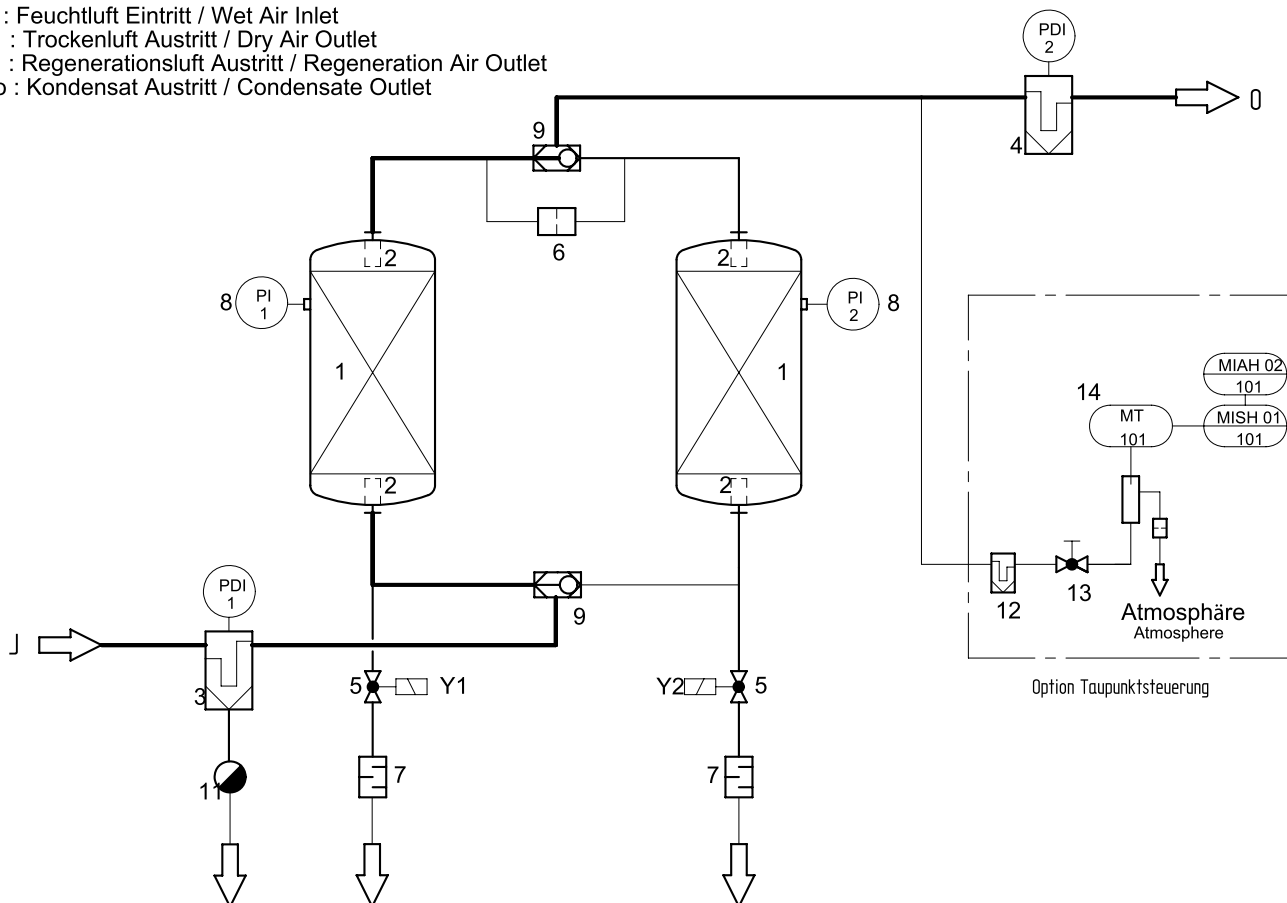 : Feuchtluft Eintritt / Wet Air Inlet
: Trockenluft Austritt / Dry Air Outlet
: Regenerationsluft Austritt / Regeneration Air Outlet
: Kondensat Austritt / Condensate Outlet
PDI
2
9
4
O
6
2
2
8
PI
1
PI
2
8
1
1
MIAH 02
101
14
MT
101
MISH 01
101
2
2
PDI
1
9
12
13
Atmosphäre
Atmosphere
J
3
5
Y1
Y2
5
Option Taupunktsteuerung
11
7
7